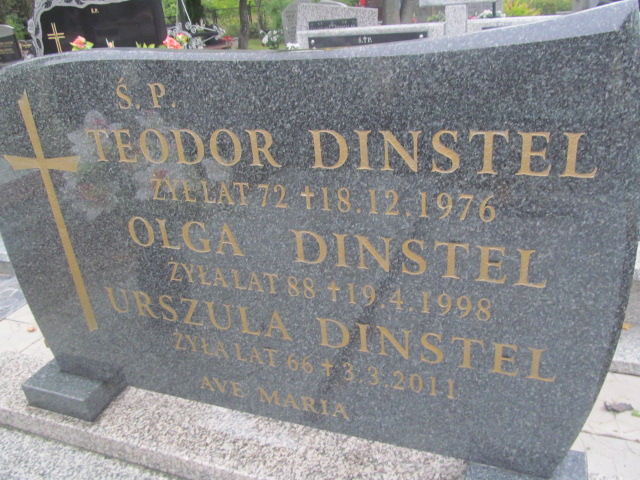 Ś. P.
TEODOR DINSTEL
ŻYŁ LAT 72 ✝ 18.12.1976
OLGA DINSTEL
ŻYŁA LAT 88 ✝ 19.4.1998
URSZULA DINSTEL
ŻYŁA LAT 66 ✝ 3.3.2011
AVE MARIA